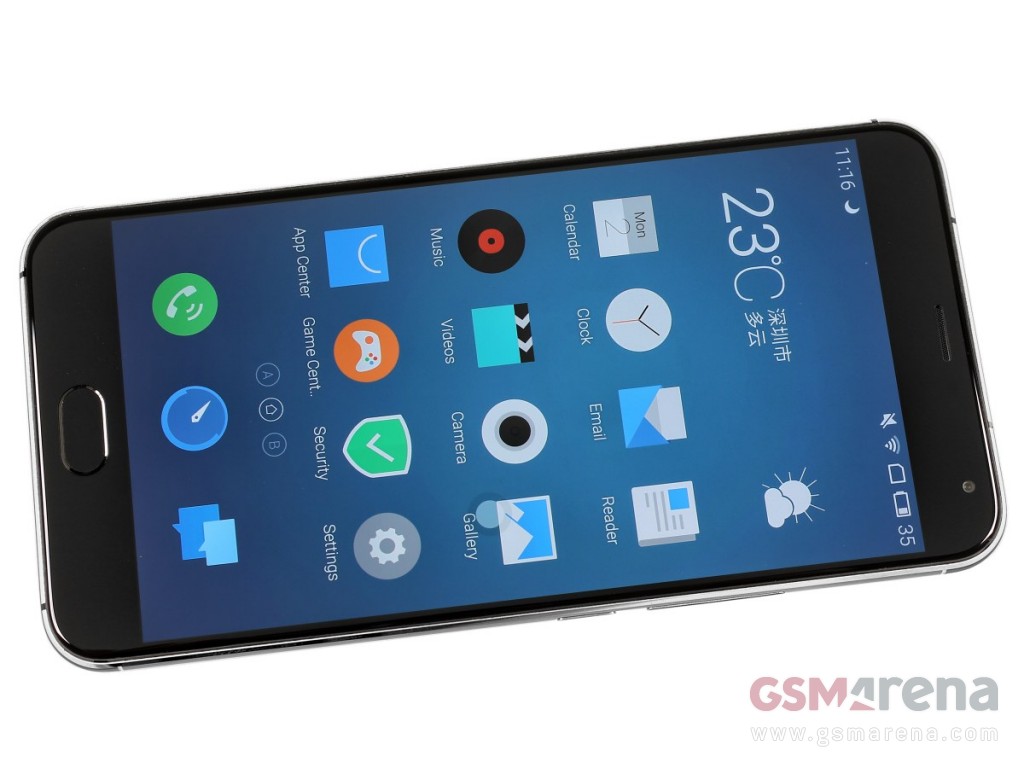 11:16
35
23°C
深圳市
多云
Mon
2
Calendar
Clock
Email
Reader
Music
Videos
Camera
Gallery
App Center
Game Cent..
Security
Settings
A
B
GSMArena
www.gsmarena.com